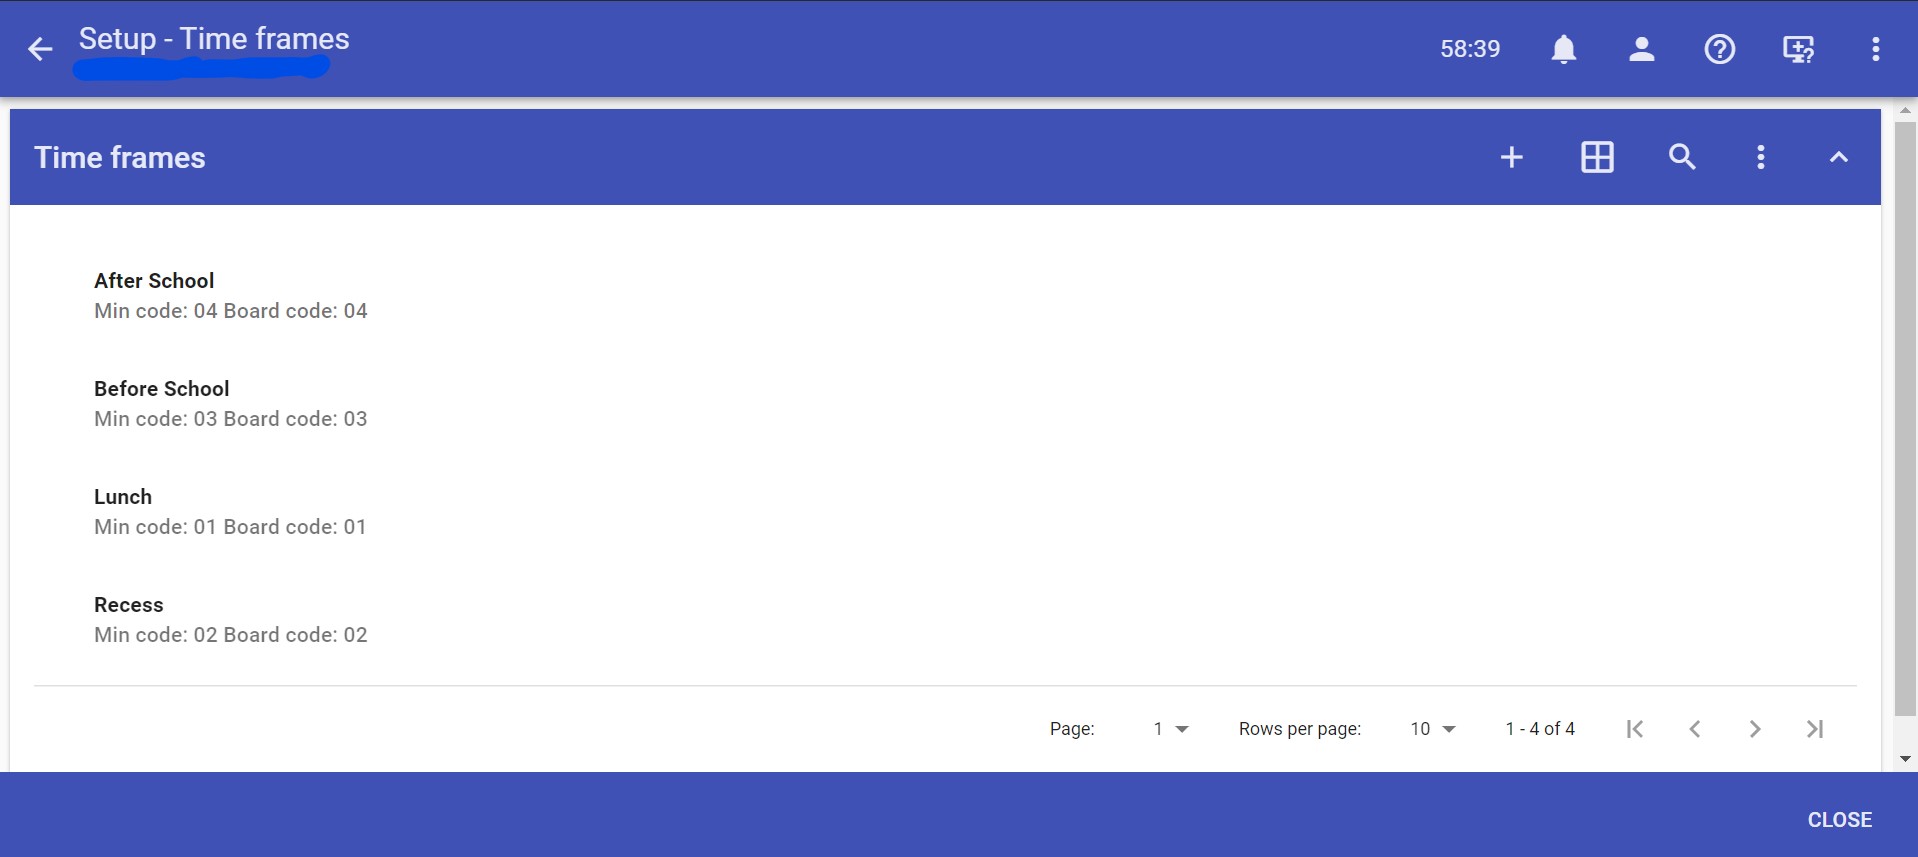 Setup - Time frames
58:39
Time frames
After School
Min code: 04 Board code: 04
Before School
Min code: 03 Board code: 03
Lunch
Min code: 01 Board code: 01
Recess
Min code: 02 Board code: 02
Page: 1 Rows per page: 10 1 - 4 of 4
CLOSE